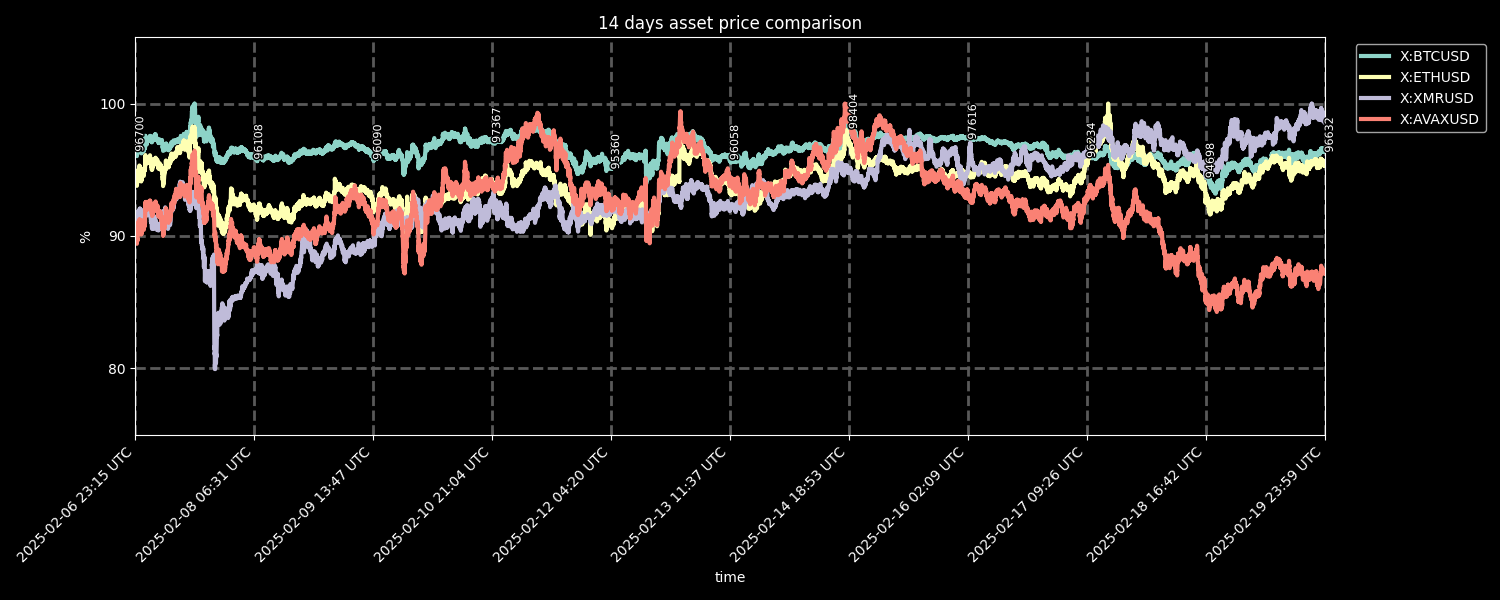 14 days asset price comparison
X:BTCUSD
X:ETHUSD
X:XMRUSD
X:AVAXUSD
%
100
90
80
96700
96108
96090
97367
95360
96058
98404
97616
96234
94698
96632
2025-02-06 23:15 UTC
2025-02-08 06:31 UTC
2025-02-09 13:47 UTC
2025-02-10 21:04 UTC
2025-02-12 04:20 UTC
2025-02-13 11:37 UTC
2025-02-14 18:53 UTC
2025-02-16 02:09 UTC
2025-02-17 09:26 UTC
2025-02-18 16:42 UTC
2025-02-19 23:59 UTC
time